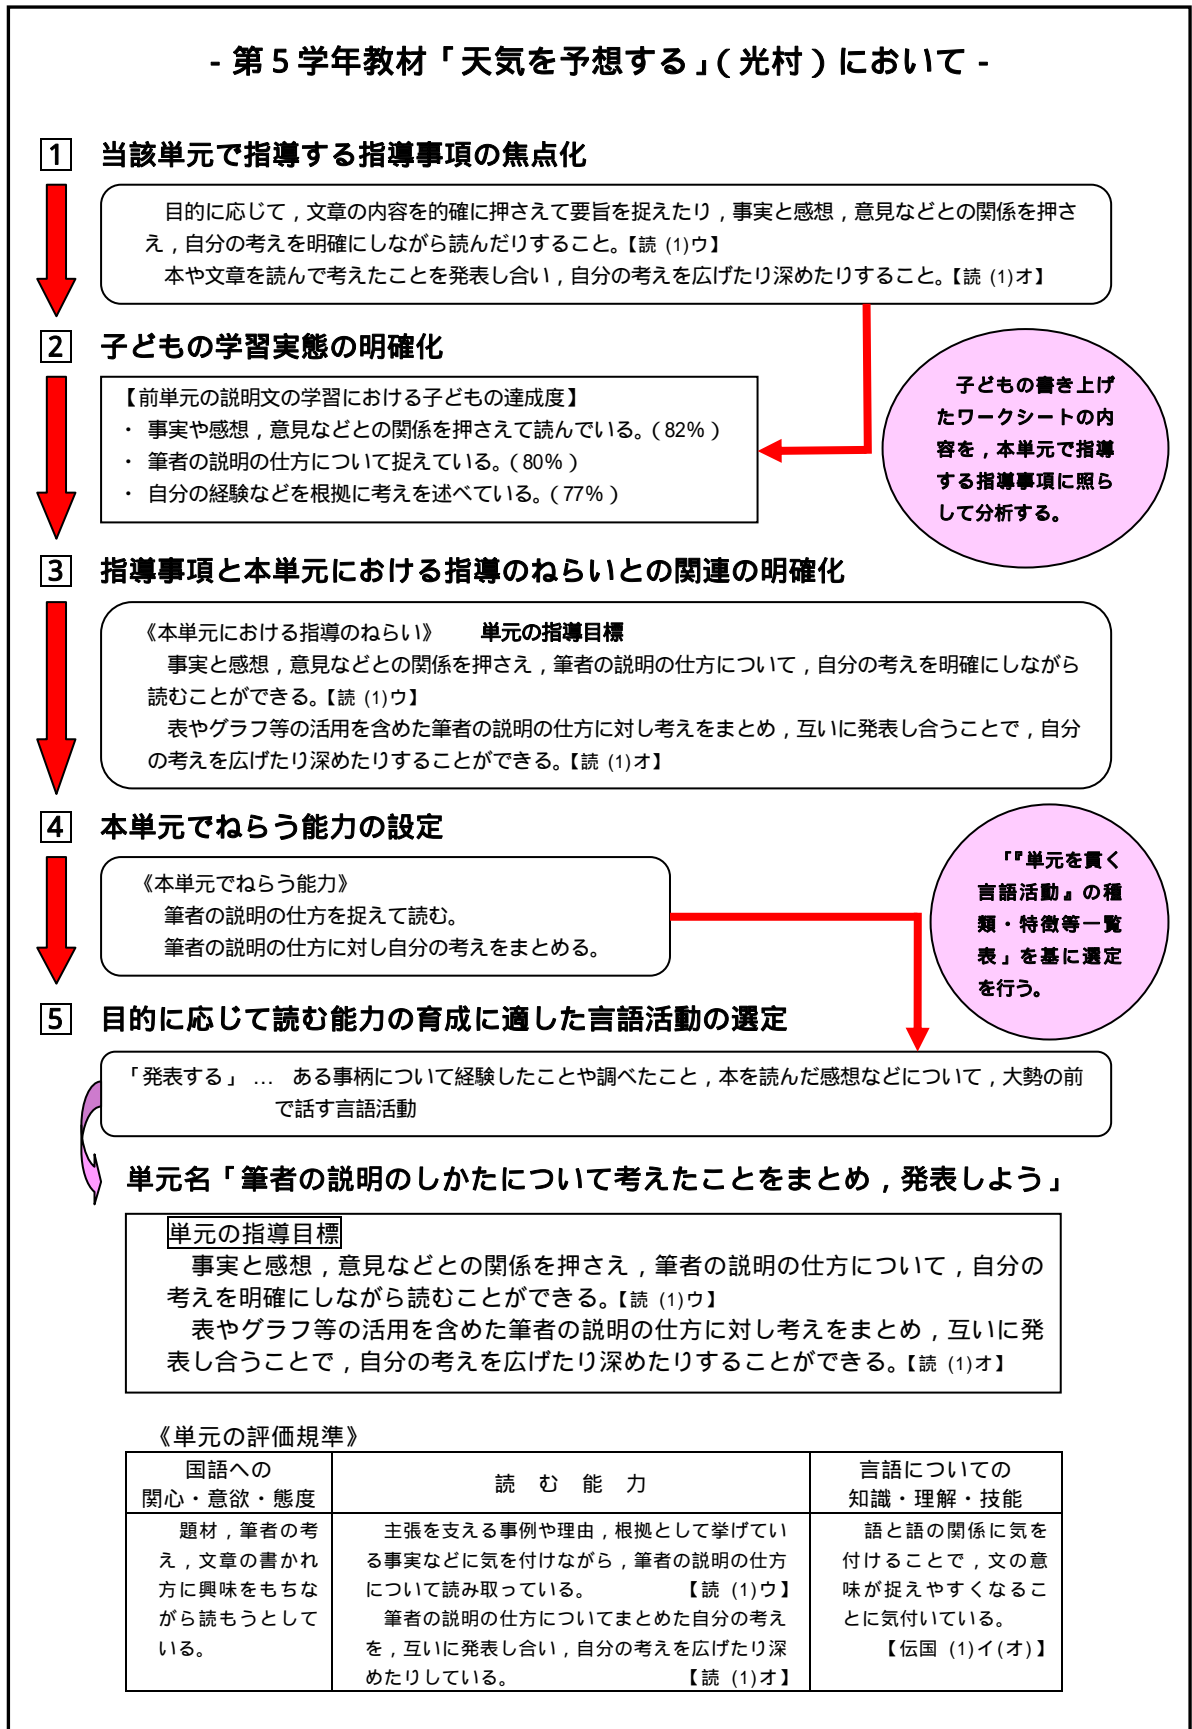 - 第５学年教材「天気を予想する」（光村）において -
1 当該単元で指導する指導事項の焦点化
目的に応じて，文章の内容を的確に押さえて要旨を捉えたり，事実と感想，意見などとの関係を押さ
え，自分の考えを明確にしながら読んだりすること。【読 (1)ウ】
本や文章を読んで考えたことを発表し合い，自分の考えを広げたり深めたりすること。【読 (1)オ】
2 子どもの学習実態の明確化
【前単元の説明文の学習における子どもの達成度】
・ 事実や感想，意見などとの関係を押さえて読んでいる。（82％）
・ 筆者の説明の仕方について捉えている。（80％）
・ 自分の経験などを根拠に考えを述べている。（77％）
子どもの書き上げ
たワークシートの内
容を，本単元で指導
する指導事項に照ら
して分析する。
3 指導事項と本単元における指導のねらいとの関連の明確化
《本単元における指導のねらい》 単元の指導目標
事実と感想，意見などとの関係を押さえ，筆者の説明の仕方について，自分の考えを明確にしながら
読むことができる。【読 (1)ウ】
表やグラフ等の活用を含めた筆者の説明の仕方に対し考えをまとめ，互いに発表し合うことで，自分
の考えを広げたり深めたりすることができる。【読 (1)オ】
4 本単元でねらう能力の設定
《本単元でねらう能力》
筆者の説明の仕方を捉えて読む。
筆者の説明の仕方に対し自分の考えをまとめる。
「『単元を貫く
言語活動』の種
類・特徴等一覧
表」を基に選定
を行う。
5 目的に応じて読む能力の育成に適した言語活動の選定
「発表する」 … ある事柄について経験したことや調べたこと，本を読んだ感想などについて，大勢の前
で話す言語活動
単元名「筆者の説明のしかたについて考えたことをまとめ，発表しよう」
単元の指導目標
事実と感想，意見などとの関係を押さえ，筆者の説明の仕方について，自分の
考えを明確にしながら読むことができる。【読 (1)ウ】
表やグラフ等の活用を含めた筆者の説明の仕方に対し考えをまとめ，互いに発
表し合うことで，自分の考えを広げたり深めたりすることができる。【読 (1)オ】
《単元の評価規準》
国語への
関心・意欲・態度
読 む 能 力
言語についての
知識・理解・技能
題材，筆者の考
え，文章の書かれ
方に興味をもちな
がら読もうとして
いる。
主張を支える事例や理由，根拠として挙げてい
る事実などに気を付けながら，筆者の説明の仕方
について読み取っている。 【読 (1)ウ】
筆者の説明の仕方についてまとめた自分の考え
を，互いに発表し合い，自分の考えを広げたり深
めたりしている。 【読 (1)オ】
語と語の関係に気を
付けることで，文の意
味が捉えやすくなるこ
とに気付いている。
【伝国 (1)イ(オ)】